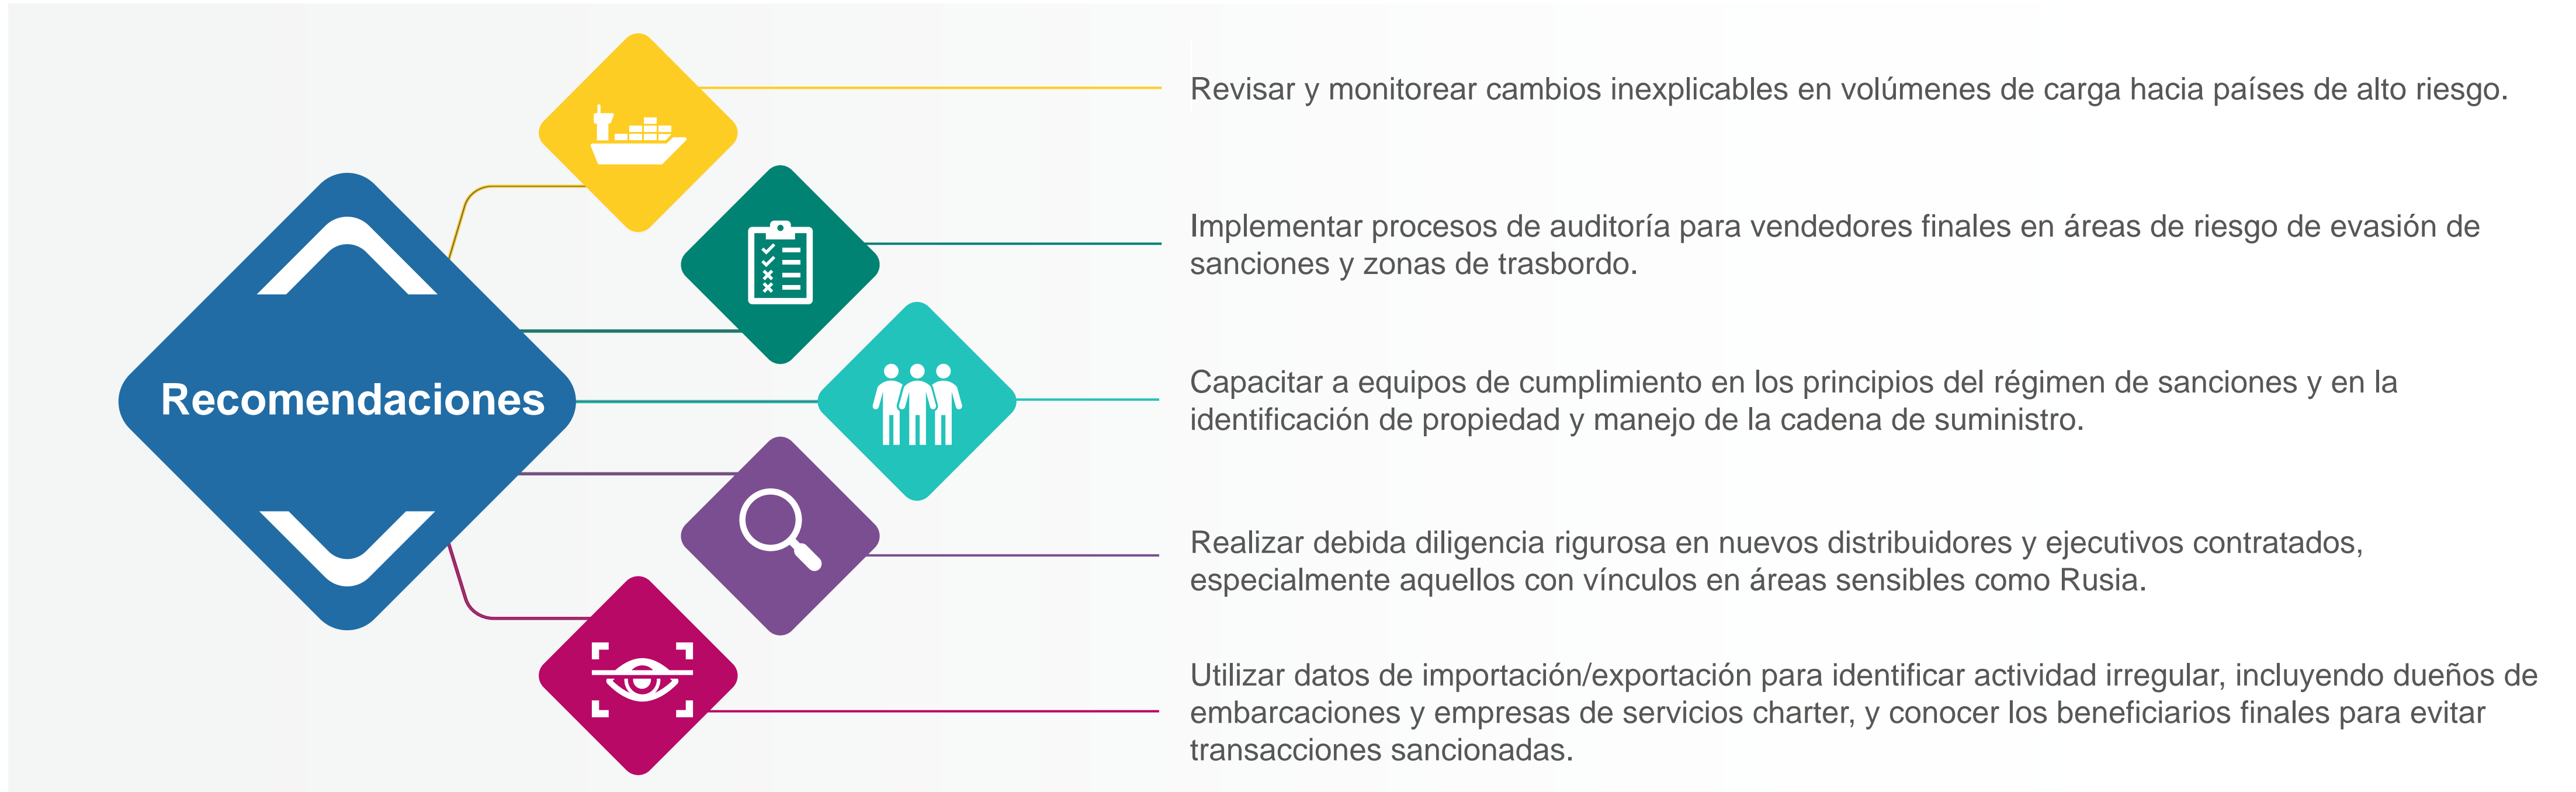 Recomendaciones
Revisar y monitorear cambios inexplicables en volúmenes de carga hacia países de alto riesgo.
Implementar procesos de auditoría para vendedores finales en áreas de riesgo de evasión de
sanciones y zonas de trasbordo.
Capacitar a equipos de cumplimiento en los principios del régimen de sanciones y en la
identificación de propiedad y manejo de la cadena de suministro.
Realizar debida diligencia rigurosa en nuevos distribuidores y ejecutivos contratados,
especialmente aquellos con vínculos en áreas sensibles como Rusia.
Utilizar datos de importación/exportación para identificar actividad irregular, incluyendo dueños de
embarcaciones y empresas de servicios charter, y conocer los beneficiarios finales para evitar
transacciones sancionadas.